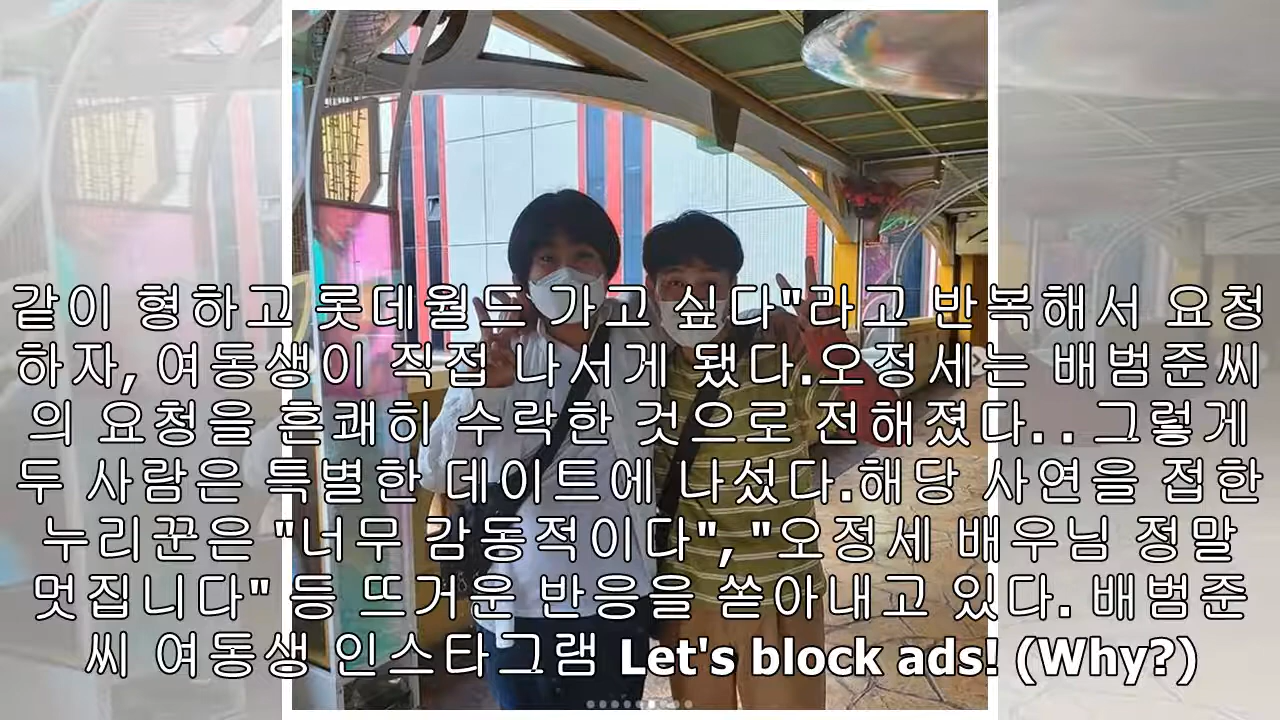 같이 형하고 롯데월드 가고 싶다"라고 반복해서 요청
하자, 여동생이 직접 나서게 됐다.오정세는 배범준씨
의 요청을 흔쾌히 수락한 것으로 전해졌다. . 그렇게
두 사람은 특별한 데이트에 나섰다.해당 사연을 접한
누리꾼은 "너무 감동적이다", "오정세 배우님 정말
멋집니다" 등 뜨거운 반응을 쏟아내고 있다. 배범준
씨 여동생 인스타그램 Let's block ads! (Why?)